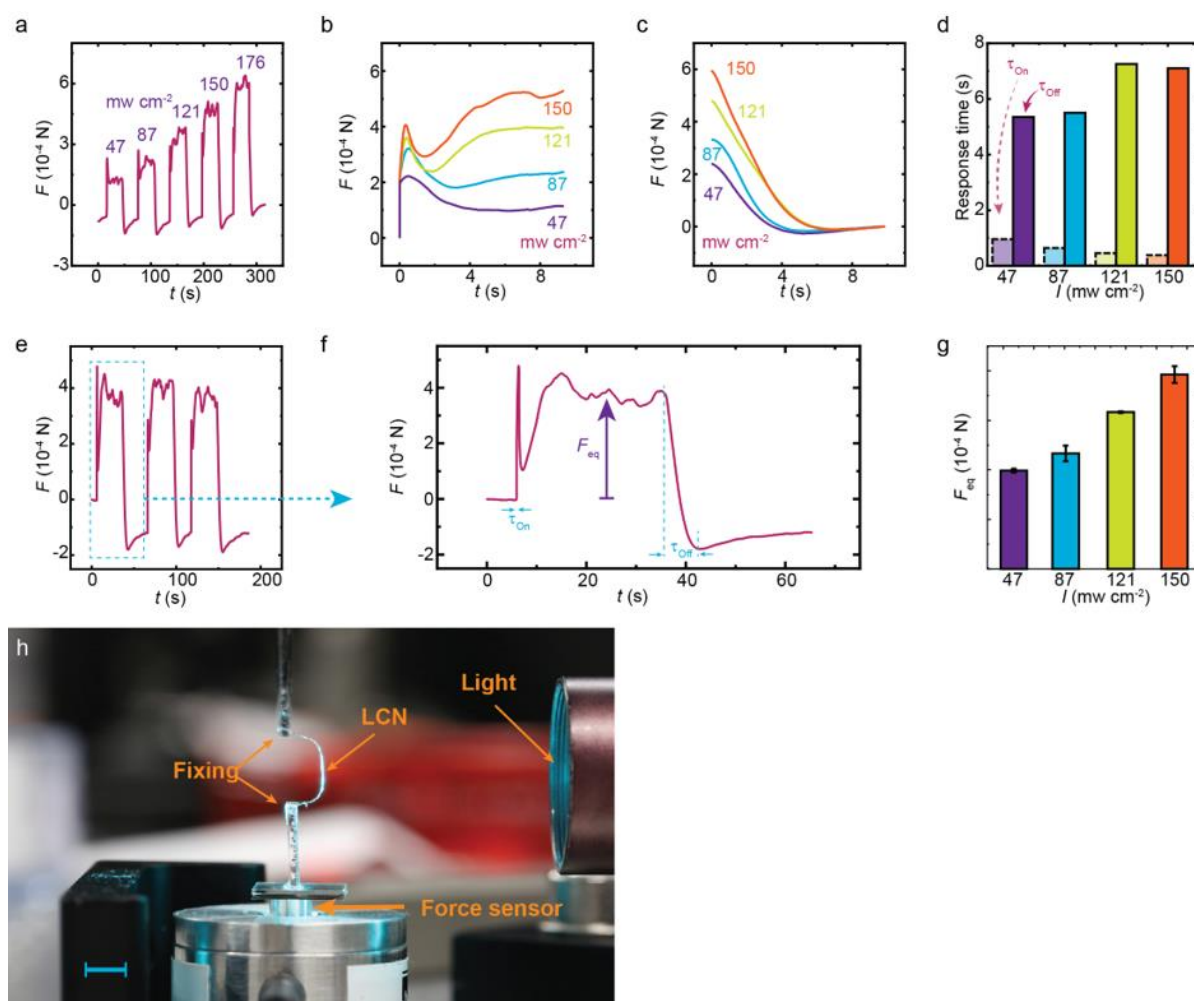 a
F (10⁻⁴ N)
6
3
0
-3
mw cm⁻²
47
87
121
150
176
0 100 200 300
t (s)
b
F (10⁻⁴ N)
6
4
2
0
150
121
87
47
mw cm⁻²
0 4 8
t (s)
c
F (10⁻⁴ N)
6
4
2
0
150
121
87
47
mw cm⁻²
0 4 8
t (s)
d
Response time (s)
8
6
4
2
0
τOn
τOff
47 87 121 150
I (mw cm⁻²)
e
F (10⁻⁴ N)
4
2
0
-2
0 100 200
t (s)
f
F (10⁻⁴ N)
4
2
0
-2
Feq
τOn
τOff
0 20 40 60
t (s)
g
Feq (10⁻⁴ N)
47 87 121 150
I (mw cm⁻²)
h
Light
LCN
Fixing
Force sensor